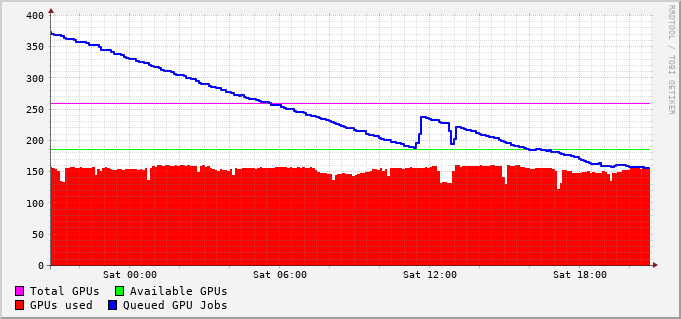 400
350
300
250
200
150
100
50
0
Sat 00:00 Sat 06:00 Sat 12:00 Sat 18:00
Total GPUs Available GPUs
GPUs used Queued GPU Jobs
RRDTOOL / TOBI OETIKER